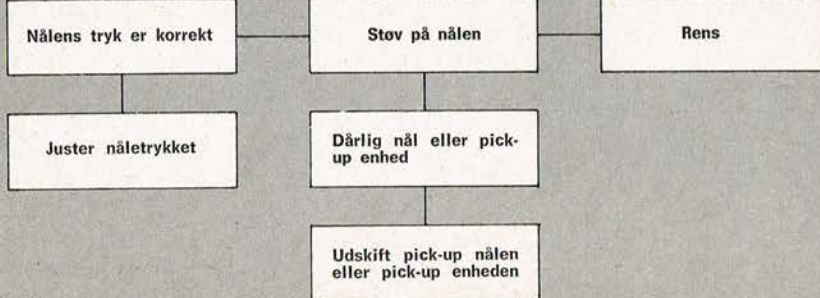 Nålens tryk er korrekt
Støv på nålen
Rens
Juster nåletrykket
Dårlig nål eller pick-
up enhed
Udskift pick-up nålen
eller pick-up enheden